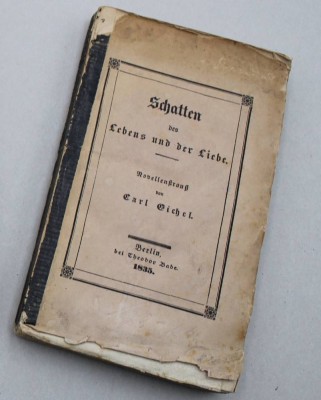 Schatten
des
Lebens und der Liebe.
Novellenstrauß
von
Carl Eichel.
Berlin,
bei Theodor Bade.
1835.